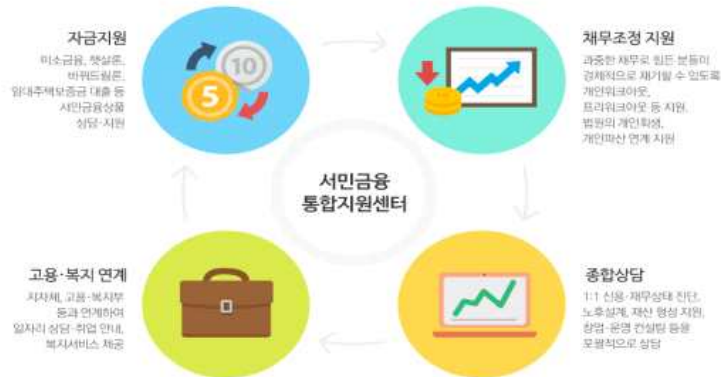 자금지원
미소금융, 햇살론,
바꿔드림론,
임대주택보증금 대출 등
서민금융상품
상담·지원
10
5
채무조정 지원
과중한 채무로 힘든 분들이
경제적으로 재기할 수 있도록
개인워크아웃,
프리워크아웃 등 지원,
법원의 개인회생,
개인파산 연계 지원
서민금융
통합지원센터
고용·복지 연계
지자체, 고용·복지부
등과 연계하여
일자리 상담·취업 안내,
복지서비스 제공
종합상담
1:1 신용·재무상태 진단,
노후설계, 재산 형성 지원,
창업·운영 컨설팅 등을
포괄적으로 상담